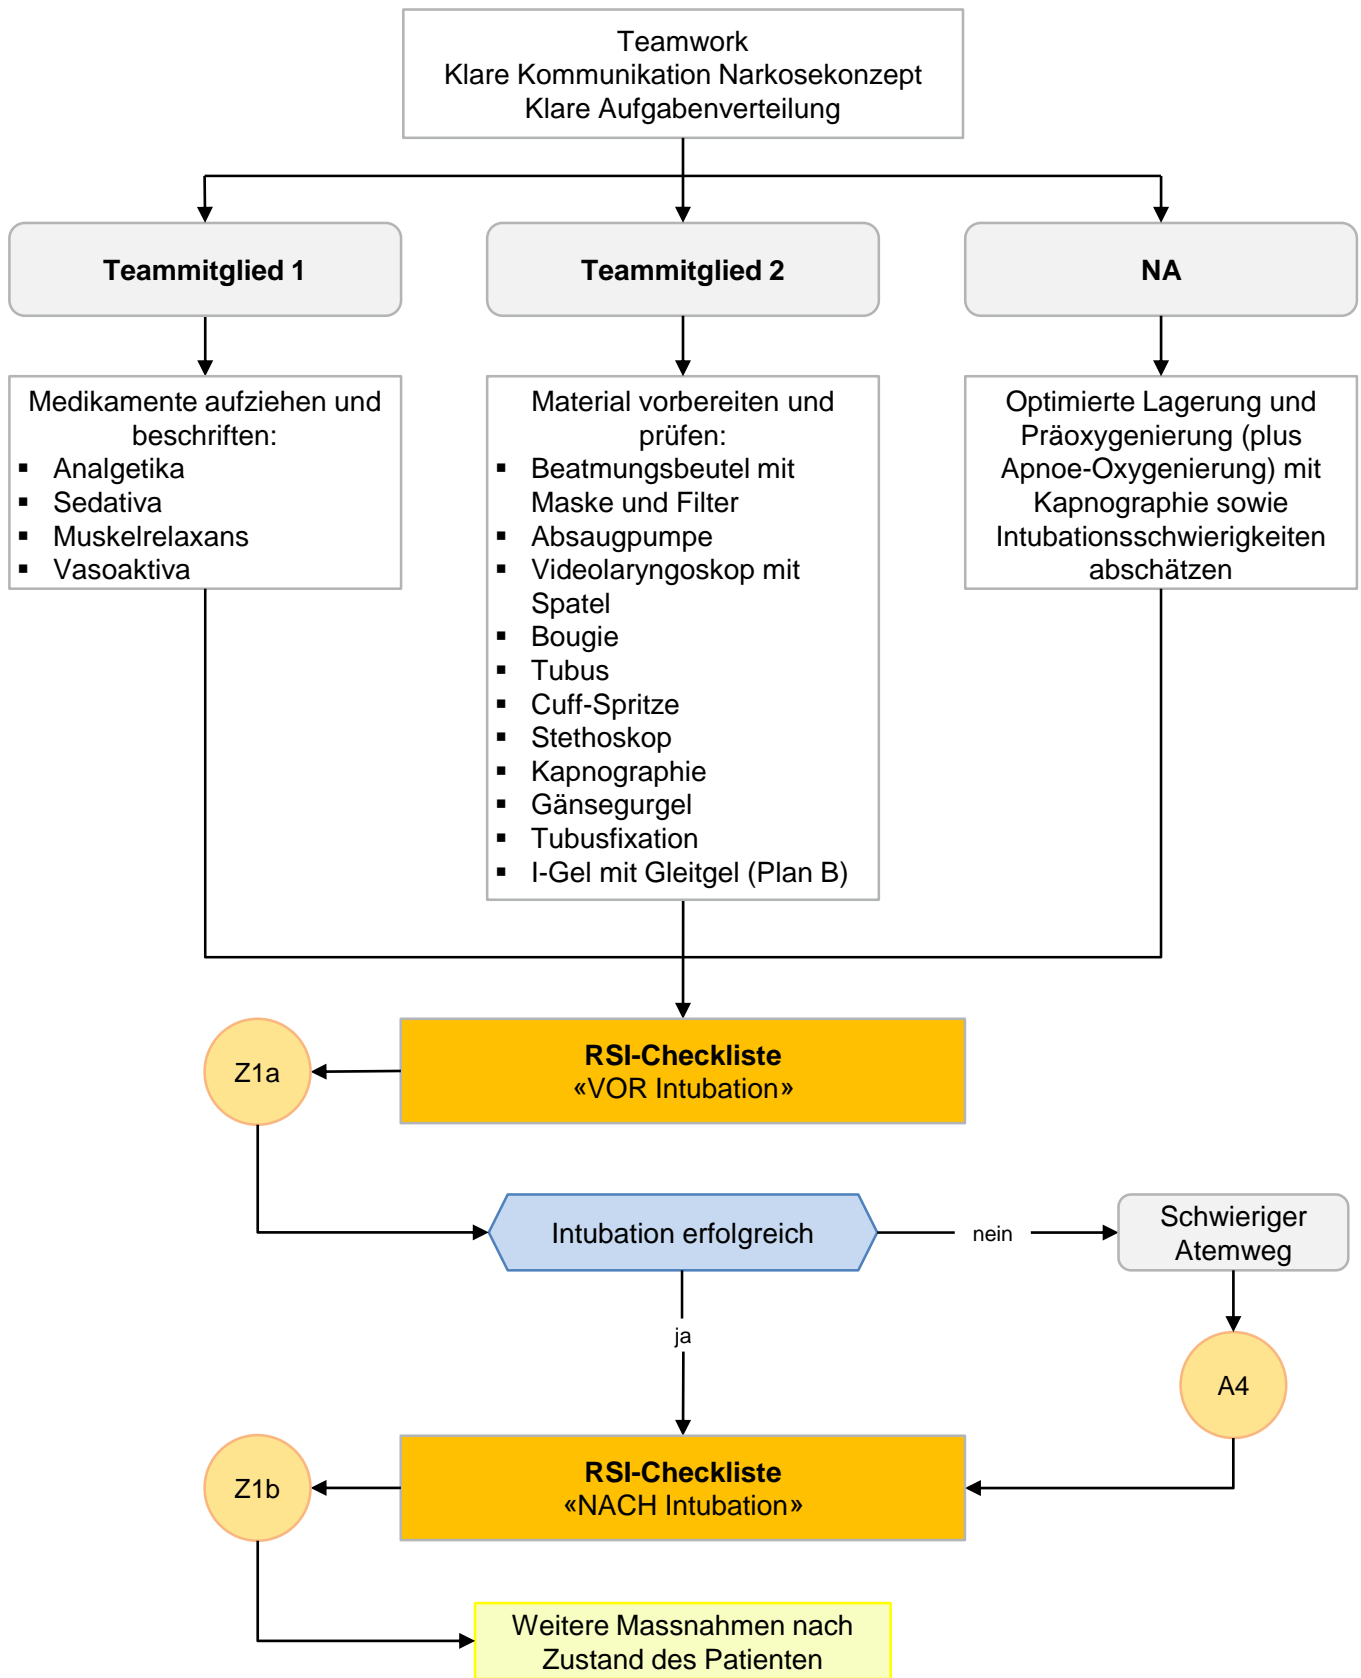 Teamwork
Klare Kommunikation Narkosekonzept
Klare Aufgabenverteilung
Teammitglied 1
Teammitglied 2
NA
Medikamente aufziehen und
beschriften:
▪ Analgetika
▪ Sedativa
▪ Muskelrelaxans
▪ Vasoaktiva
Material vorbereiten und
prüfen:
▪ Beatmungsbeutel mit
Maske und Filter
▪ Absaugpumpe
▪ Videolaryngoskop mit
Spatel
▪ Bougie
▪ Tubus
▪ Cuff-Spritze
▪ Stethoskop
▪ Kapnographie
▪ Gänsegurgel
▪ Tubusfixation
▪ I-Gel mit Gleitgel (Plan B)
Optimierte Lagerung und
Präoxygenierung (plus
Apnoe-Oxygenierung) mit
Kapnographie sowie
Intubationsschwierigkeiten
abschätzen
Z1a
RSI-Checkliste
«VOR Intubation»
Intubation erfolgreich
nein
Schwieriger
Atemweg
ja
A4
Z1b
RSI-Checkliste
«NACH Intubation»
Weitere Massnahmen nach
Zustand des Patienten